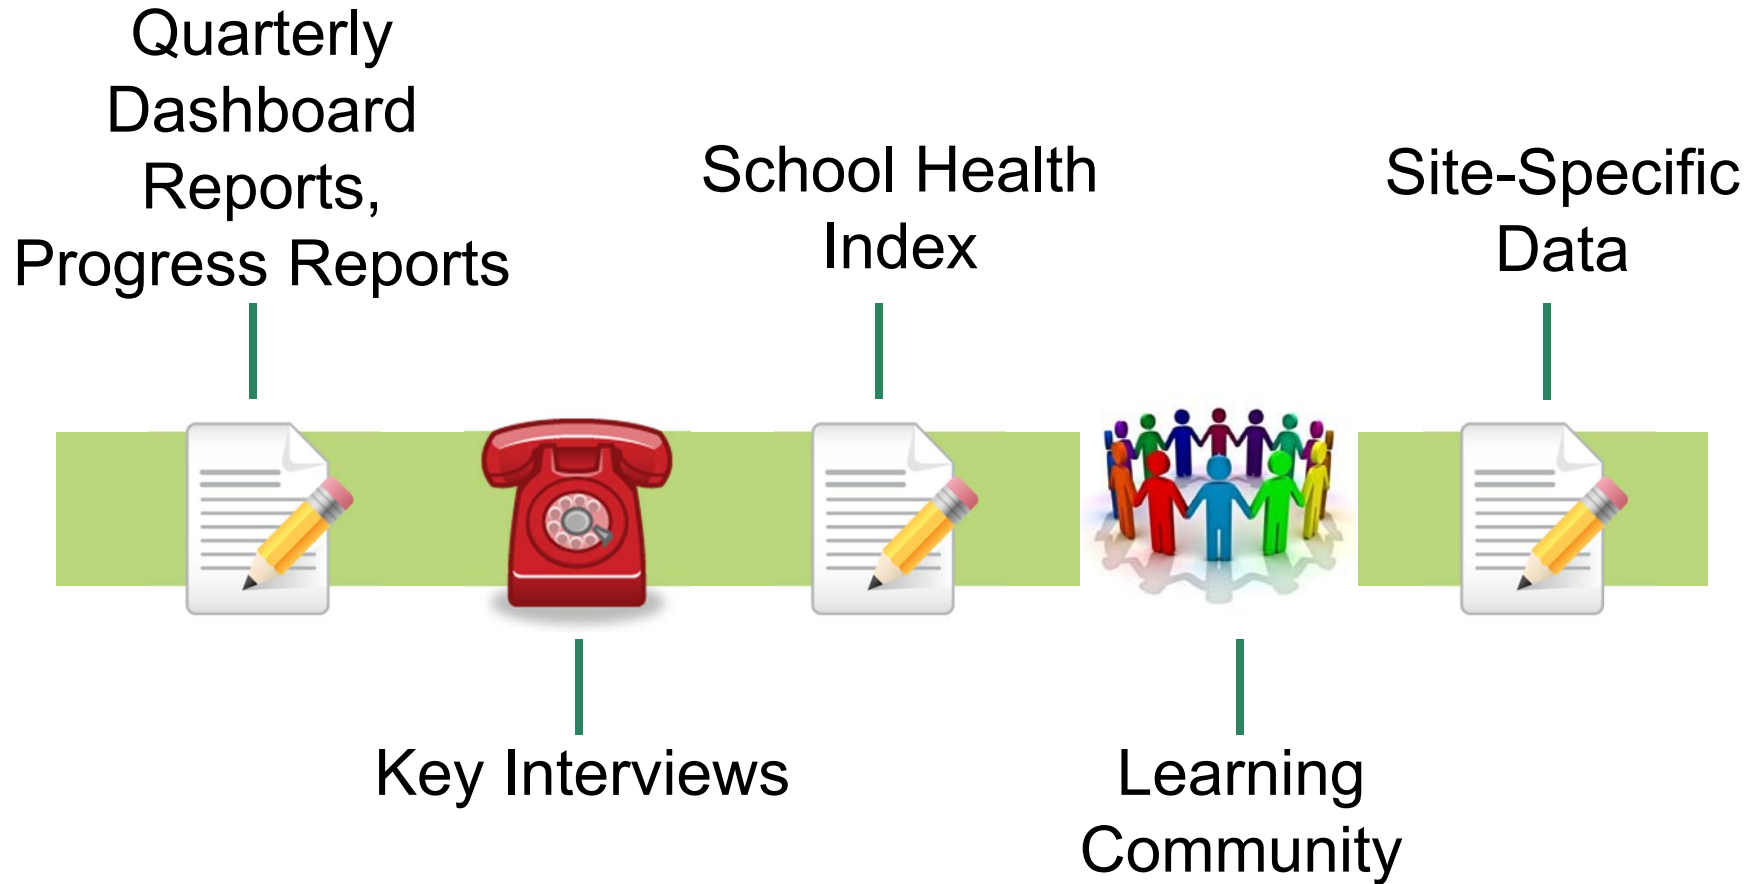 Quarterly
Dashboard
Reports,
Progress Reports
School Health
Index
Site-Specific
Data
Key Interviews
Learning
Community